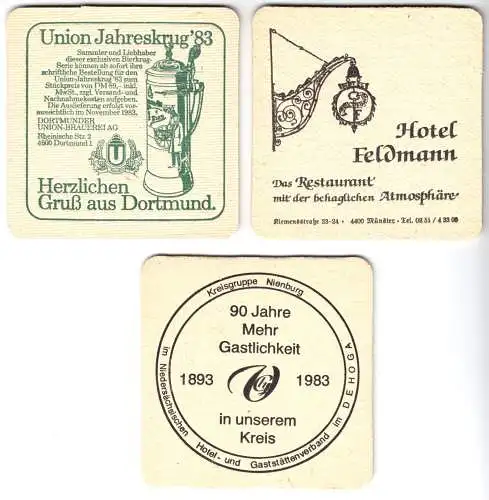 Union Jahreskrug'83
Sammler und Liebhaber
dieser exclusiven Bierkrug-
Serie können ab sofort ihre
schriftliche Bestellung für den
Union-Jahreskrug '83 zum
Stückpreis von DM 89,- inkl.
MwSt., zzgl. Versand- und
Nachnahmekosten aufgeben.
Die Auslieferung erfolgt vor-
aussichtlich im November 1983.
DORTMUNDER
UNION-BRAUEREI AG
Rheinische Str. 2
4600 Dortmund 1
U
Herzlichen
Gruß aus Dortmund.
F
Hotel
Feldmann
Das Restaurant
mit der behaglichen Atmosphäre
Klemensstraße 23-24 · 4400 Münster · Tel. 02 51 / 4 33 09
Kreisgruppe Nienburg
90 Jahre
Mehr
Gastlichkeit
1893 1983
in unserem
Kreis
im Niedersächsischen Hotel- und Gaststättenverband im DEHOGA